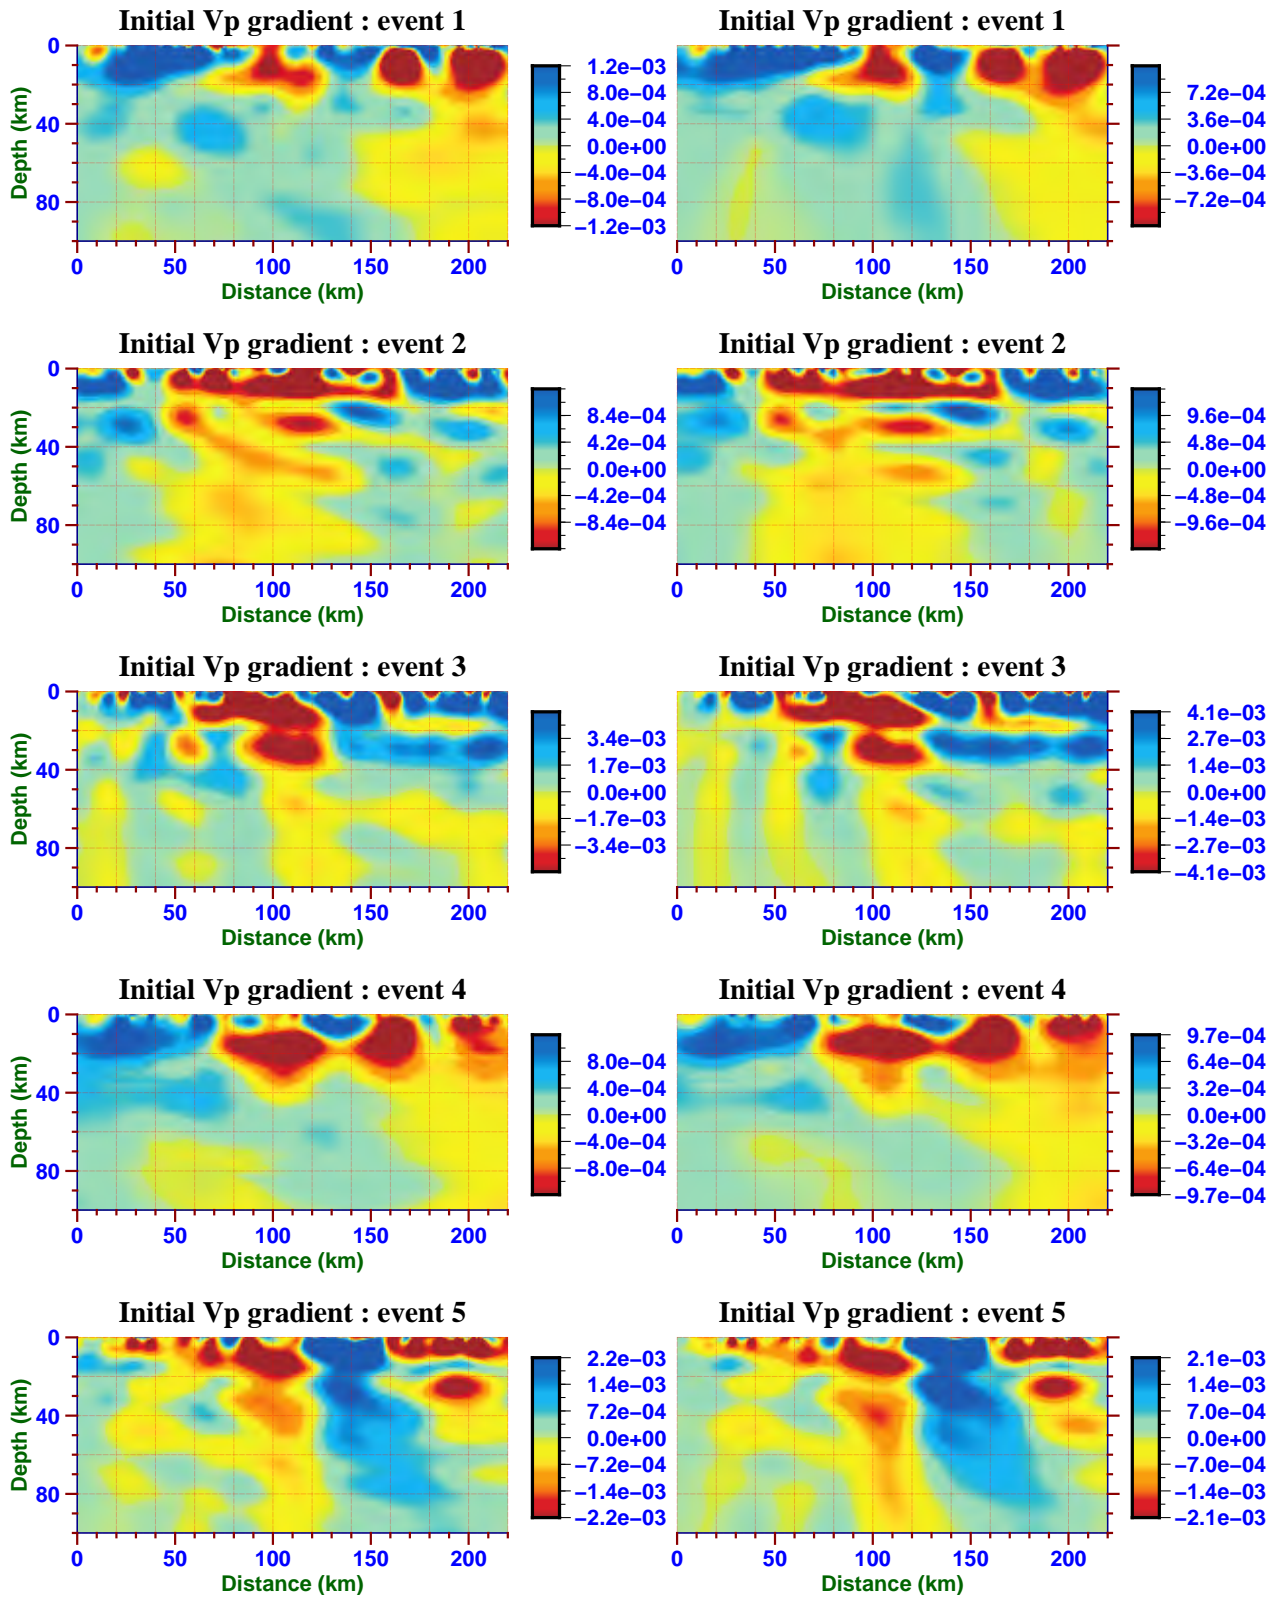 Initial Vp gradient : event 1
Initial Vp gradient : event 1
0
40
80
Depth (km)
0 50 100 150 200
Distance (km)
1.2e−03
8.0e−04
4.0e−04
0.0e+00
−4.0e−04
−8.0e−04
−1.2e−03
0 50 100 150 200
Distance (km)
7.2e−04
3.6e−04
0.0e+00
−3.6e−04
−7.2e−04
Initial Vp gradient : event 2
Initial Vp gradient : event 2
0
40
80
Depth (km)
0 50 100 150 200
Distance (km)
8.4e−04
4.2e−04
0.0e+00
−4.2e−04
−8.4e−04
0 50 100 150 200
Distance (km)
9.6e−04
4.8e−04
0.0e+00
−4.8e−04
−9.6e−04
Initial Vp gradient : event 3
Initial Vp gradient : event 3
0
40
80
Depth (km)
0 50 100 150 200
Distance (km)
3.4e−03
1.7e−03
0.0e+00
−1.7e−03
−3.4e−03
0 50 100 150 200
Distance (km)
4.1e−03
2.7e−03
1.4e−03
0.0e+00
−1.4e−03
−2.7e−03
−4.1e−03
Initial Vp gradient : event 4
Initial Vp gradient : event 4
0
40
80
Depth (km)
0 50 100 150 200
Distance (km)
8.0e−04
4.0e−04
0.0e+00
−4.0e−04
−8.0e−04
0 50 100 150 200
Distance (km)
9.7e−04
6.4e−04
3.2e−04
0.0e+00
−3.2e−04
−6.4e−04
−9.7e−04
Initial Vp gradient : event 5
Initial Vp gradient : event 5
0
40
80
Depth (km)
0 50 100 150 200
Distance (km)
2.2e−03
1.4e−03
7.2e−04
0.0e+00
−7.2e−04
−1.4e−03
−2.2e−03
0 50 100 150 200
Distance (km)
2.1e−03
1.4e−03
7.0e−04
0.0e+00
−7.0e−04
−1.4e−03
−2.1e−03